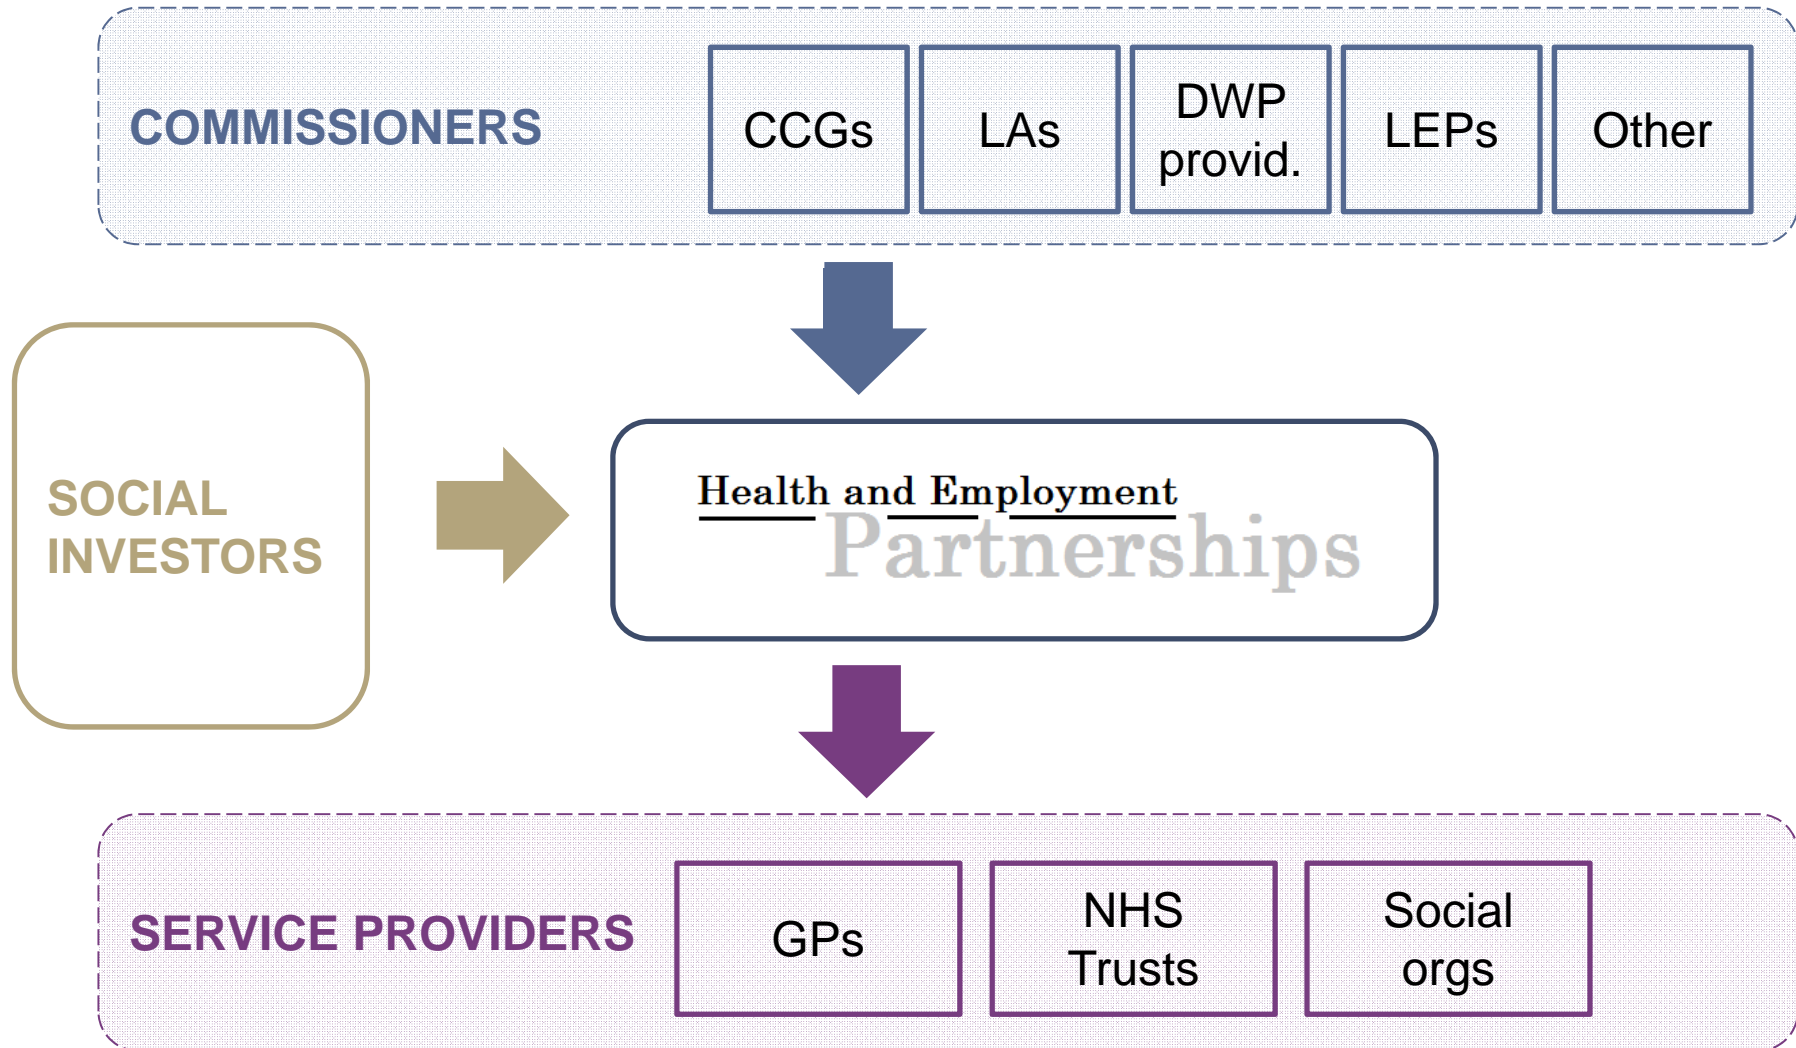 COMMISSIONERS
CCGs
LAs
DWP
provid.
LEPs
Other
SOCIAL
INVESTORS
Health and Employment
Partnerships
SERVICE PROVIDERS
GPs
NHS
Trusts
Social
orgs